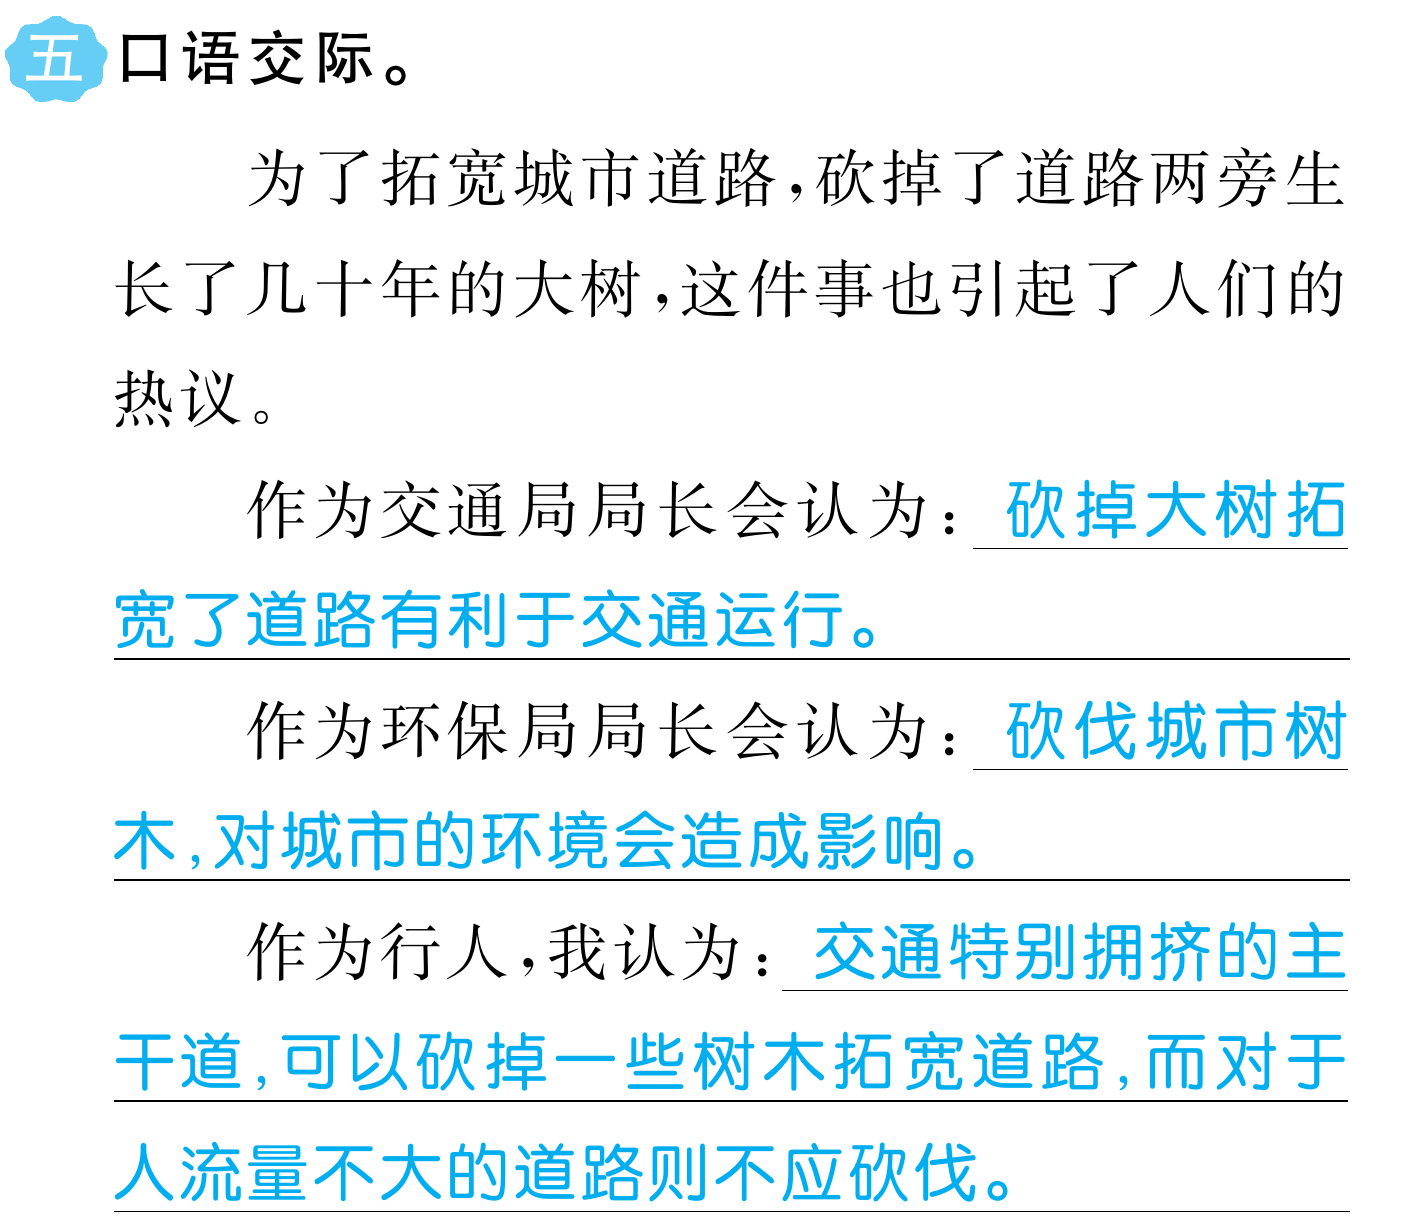 五 口语交际。
为了拓宽城市道路,砍掉了道路两旁生
长了几十年的大树,这件事也引起了人们的
热议。
作为交通局局长会认为:砍掉大树拓
宽了道路有利于交通运行。
作为环保局局长会认为:砍伐城市树
木,对城市的环境会造成影响。
作为行人,我认为:交通特别拥挤的主
干道,可以砍掉一些树木拓宽道路,而对于
人流量不大的道路则不应砍伐。